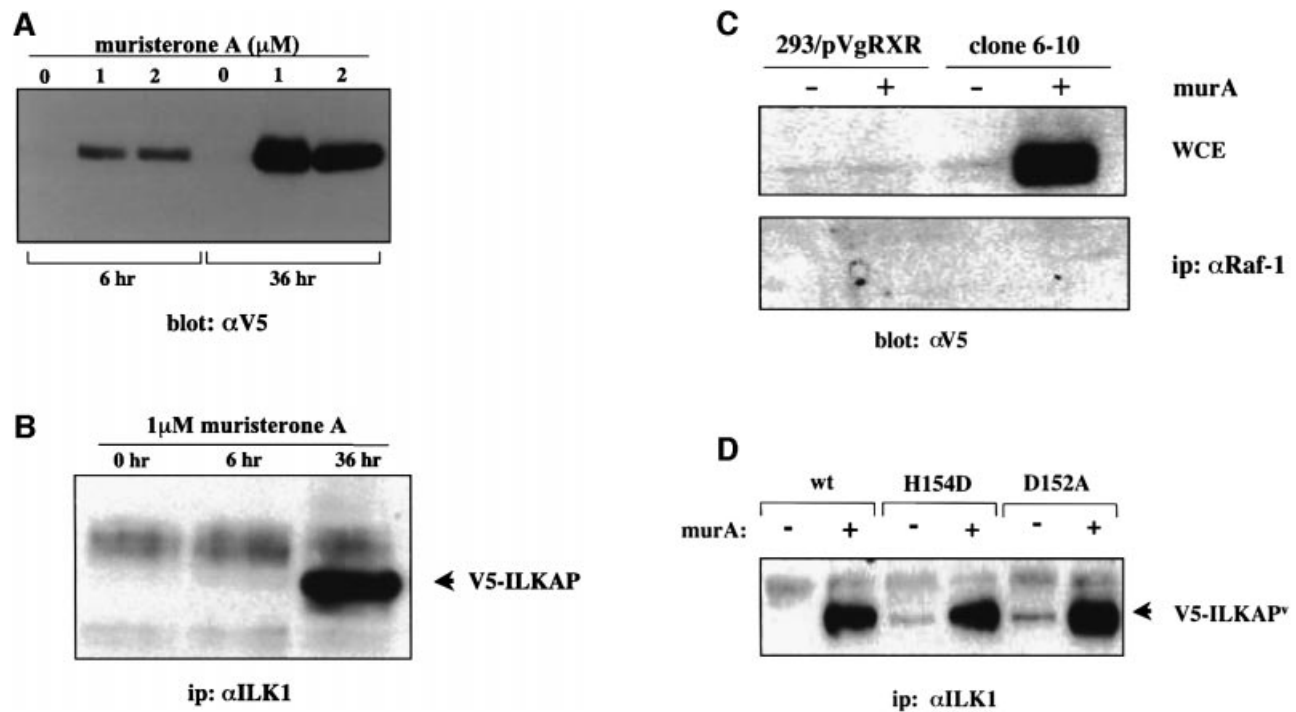 A
muristerone A (μM)
0 1 2 0 1 2
6 hr 36 hr
blot: αV5
B
1μM muristerone A
0 hr 6 hr 36 hr
V5-ILKAP
ip: αILK1
C
293/pVgRXR clone 6-10
- + - + murA
WCE
ip: αRaf-1
blot: αV5
D
wt H154D D152A
murA: - + - + - +
V5-ILKAPᵛ
ip: αILK1